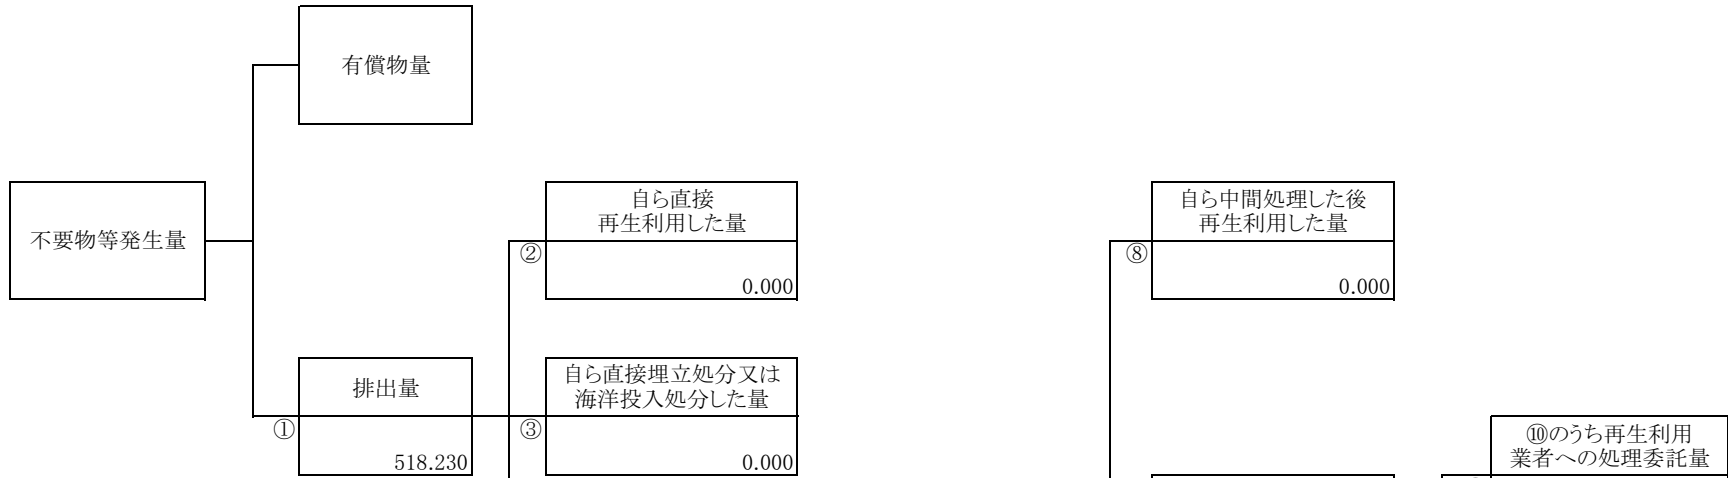 有償物量
不要物等発生量
自ら直接
再生利用した量
②
0.000
自ら中間処理した後
再生利用した量
⑧
0.000
排出量
①
518.230
自ら直接埋立処分又は
海洋投入処分した量
③
0.000
⑩のうち再生利用
業者への処理委託量